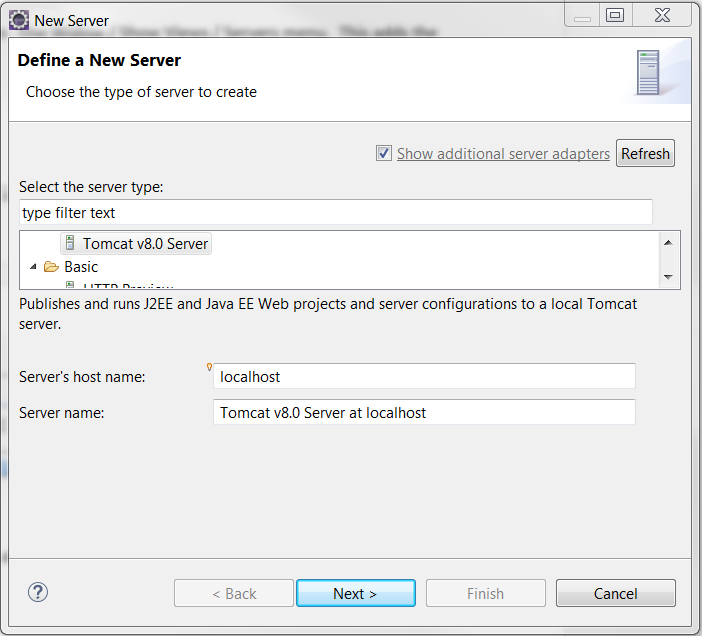 New Server
Define a New Server
Choose the type of server to create
Show additional server adapters
Refresh
Select the server type:
type filter text
Tomcat v8.0 Server
Basic
HTTP Preview
Publishes and runs J2EE and Java EE Web projects and server configurations to a local Tomcat
server.
Server's host name:
localhost
Server name:
Tomcat v8.0 Server at localhost
?
< Back
Next >
Finish
Cancel